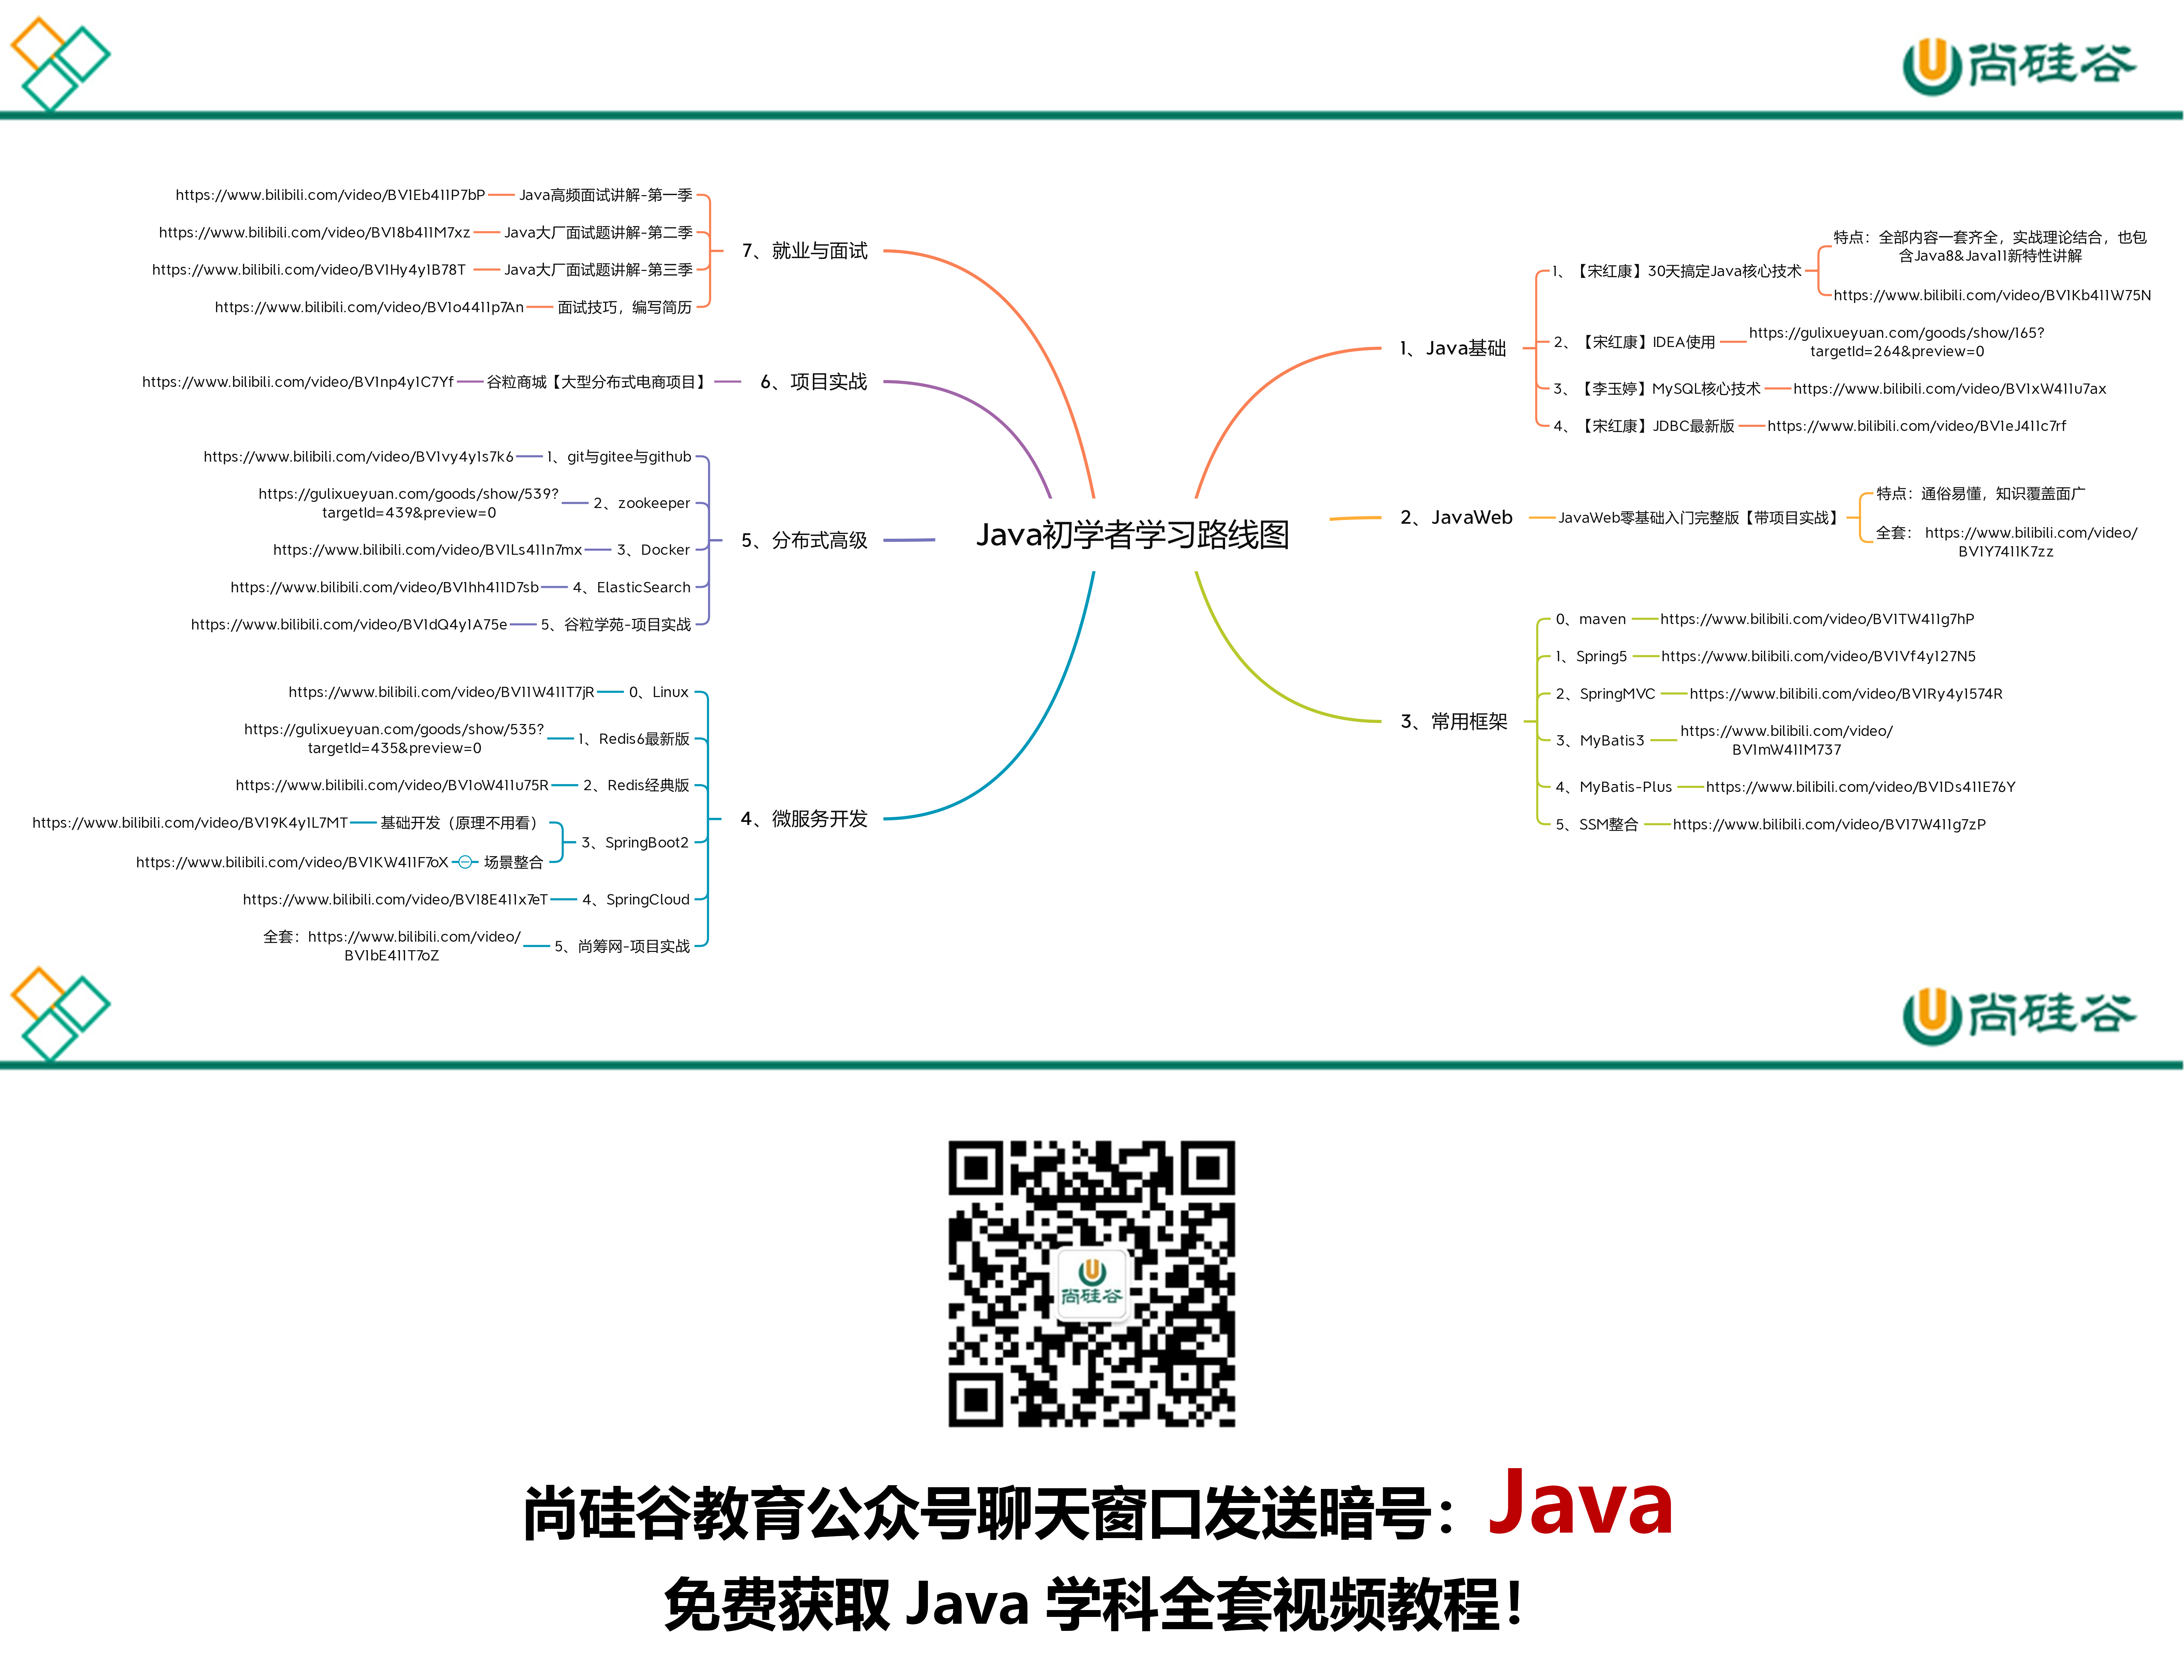 尚硅谷
Java初学者学习路线图
1、Java基础
1、【宋红康】30天搞定Java核心技术
特点：全部内容一套齐全，实战理论结合，也包
含Java8&Java11新特性讲解
https://www.bilibili.com/video/BV1Kb411W75N
2、【宋红康】IDEA使用
https://gulixueyuan.com/goods/show/165?
targetId=264&preview=0
3、【李玉婷】MySQL核心技术
https://www.bilibili.com/video/BV1xW411u7ax
4、【宋红康】JDBC最新版
https://www.bilibili.com/video/BV1eJ411c7rf
2、JavaWeb
JavaWeb零基础入门完整版【带项目实战】
特点：通俗易懂，知识覆盖面广
全套： https://www.bilibili.com/video/
BV1Y7411K7zz
3、常用框架
0、maven
https://www.bilibili.com/video/BV1TW411g7hP
1、Spring5
https://www.bilibili.com/video/BV1Vf4y127N5
2、SpringMVC
https://www.bilibili.com/video/BV1Ry4y1574R
3、MyBatis3
https://www.bilibili.com/video/
BV1mW411M737
4、MyBatis-Plus
https://www.bilibili.com/video/BV1Ds411E76Y
5、SSM整合
https://www.bilibili.com/video/BV17W411g7zP
4、微服务开发
0、Linux
https://www.bilibili.com/video/BV11W411T7jR
1、Redis6最新版
https://gulixueyuan.com/goods/show/535?
targetId=435&preview=0
2、Redis经典版
https://www.bilibili.com/video/BV1oW411u75R
3、SpringBoot2
基础开发（原理不用看）
https://www.bilibili.com/video/BV19K4y1L7MT
场景整合
https://www.bilibili.com/video/BV1KW411F7oX
4、SpringCloud
https://www.bilibili.com/video/BV18E411x7eT
5、尚筹网-项目实战
全套：https://www.bilibili.com/video/
BV1bE411T7oZ
5、分布式高级
1、git与gitee与github
https://www.bilibili.com/video/BV1vy4y1s7k6
2、zookeeper
https://gulixueyuan.com/goods/show/539?
targetId=439&preview=0
3、Docker
https://www.bilibili.com/video/BV1Ls411n7mx
4、ElasticSearch
https://www.bilibili.com/video/BV1hh411D7sb
5、谷粒学苑-项目实战
https://www.bilibili.com/video/BV1dQ4y1A75e
6、项目实战
谷粒商城【大型分布式电商项目】
https://www.bilibili.com/video/BV1np4y1C7Yf
7、就业与面试
Java高频面试讲解-第一季
https://www.bilibili.com/video/BV1Eb411P7bP
Java大厂面试题讲解-第二季
https://www.bilibili.com/video/BV18b411M7xz
Java大厂面试题讲解-第三季
https://www.bilibili.com/video/BV1Hy4y1B78T
面试技巧，编写简历
https://www.bilibili.com/video/BV1o4411p7An
尚硅谷
尚硅谷
尚硅谷教育公众号聊天窗口发送暗号：Java
免费获取 Java 学科全套视频教程！